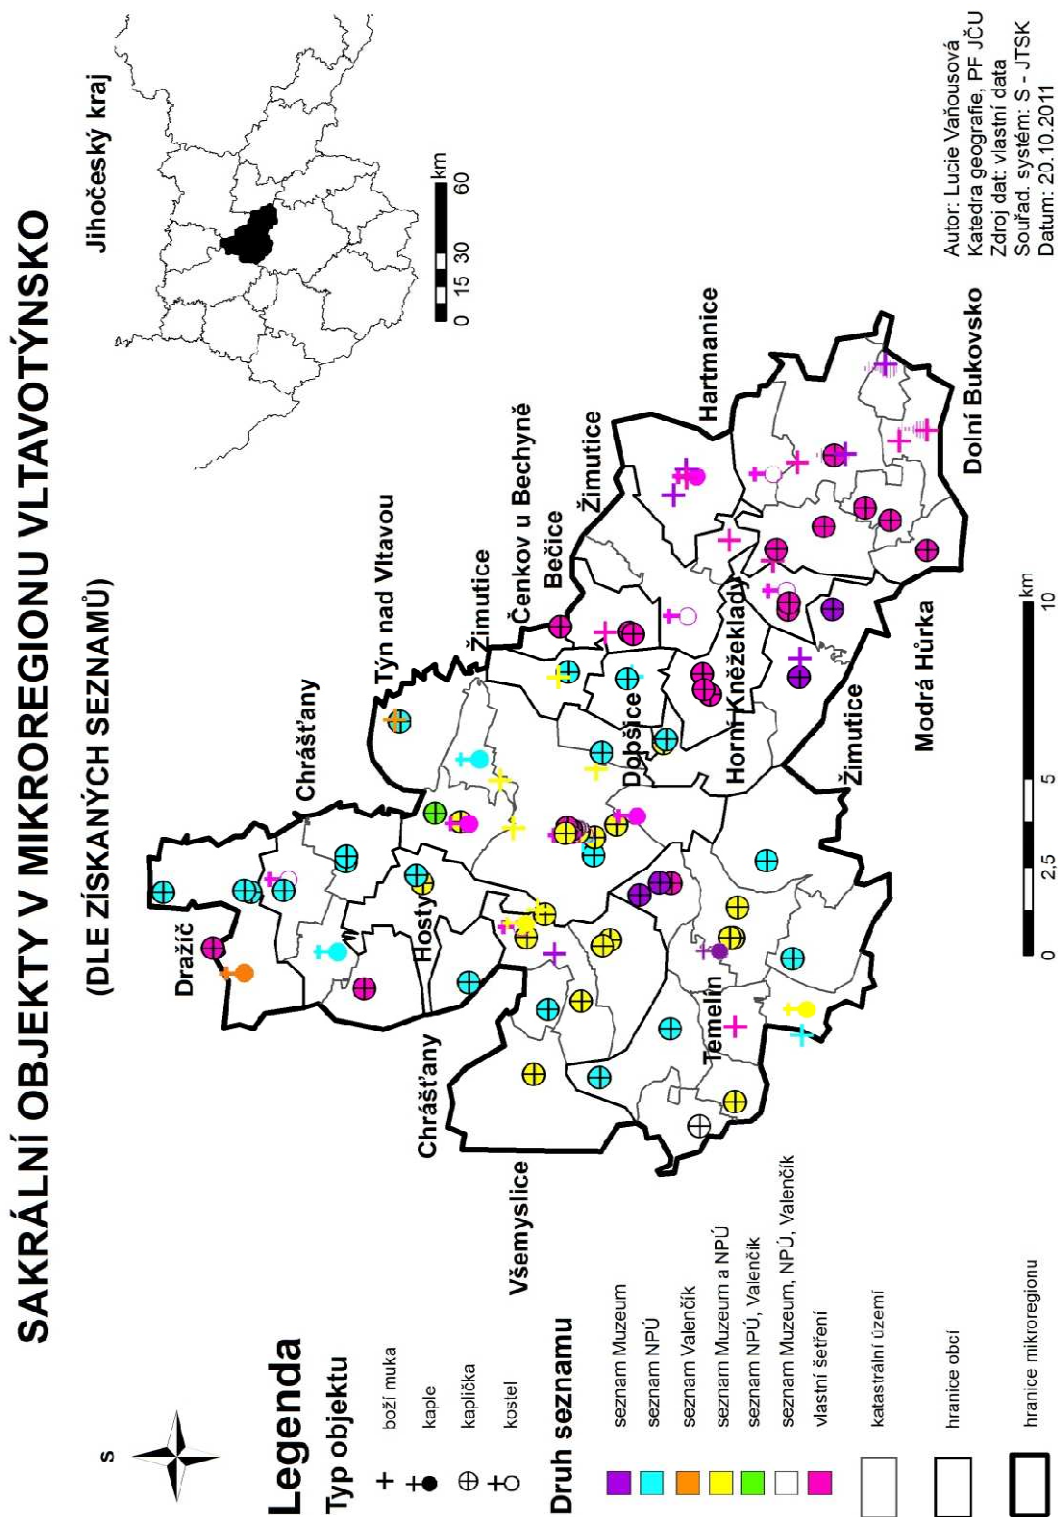 SAKRÁLNÍ OBJEKTY V MIKROREGIONU VLTAVOTÝNSKO
(DLE ZÍSKANÝCH SEZNAMŮ)
S
Jihočeský kraj
0 15 30 60
km
Dražíč
Chrášťany
Týn nad Vltavou
Žimutice
Čenkov u Bechyně
Bečice
Žimutice
Hartmanice
Hosty
Chrášťany
Všemyslice
Dobšice
Horní Kněžeklady
Temelín
Žimutice
Modrá Hůrka
Dolní Bukovsko
Legenda
Typ objektu
boží muka
kaple
kaplička
kostel
Druh seznamu
seznam Muzeum
seznam NPÚ
seznam Valenčík
seznam Muzeum a NPÚ
seznam NPÚ, Valenčík
seznam Muzeum, NPÚ, Valenčík
vlastní šetření
katastrální území
hranice obcí
hranice mikroregionu
0 2,5 5 10
km
Autor: Lucie Vaňousová
Katedra geografie, PF JČU
Zdroj dat: vlastní data
Souřad. systém: S - JTSK
Datum: 20.10.2011